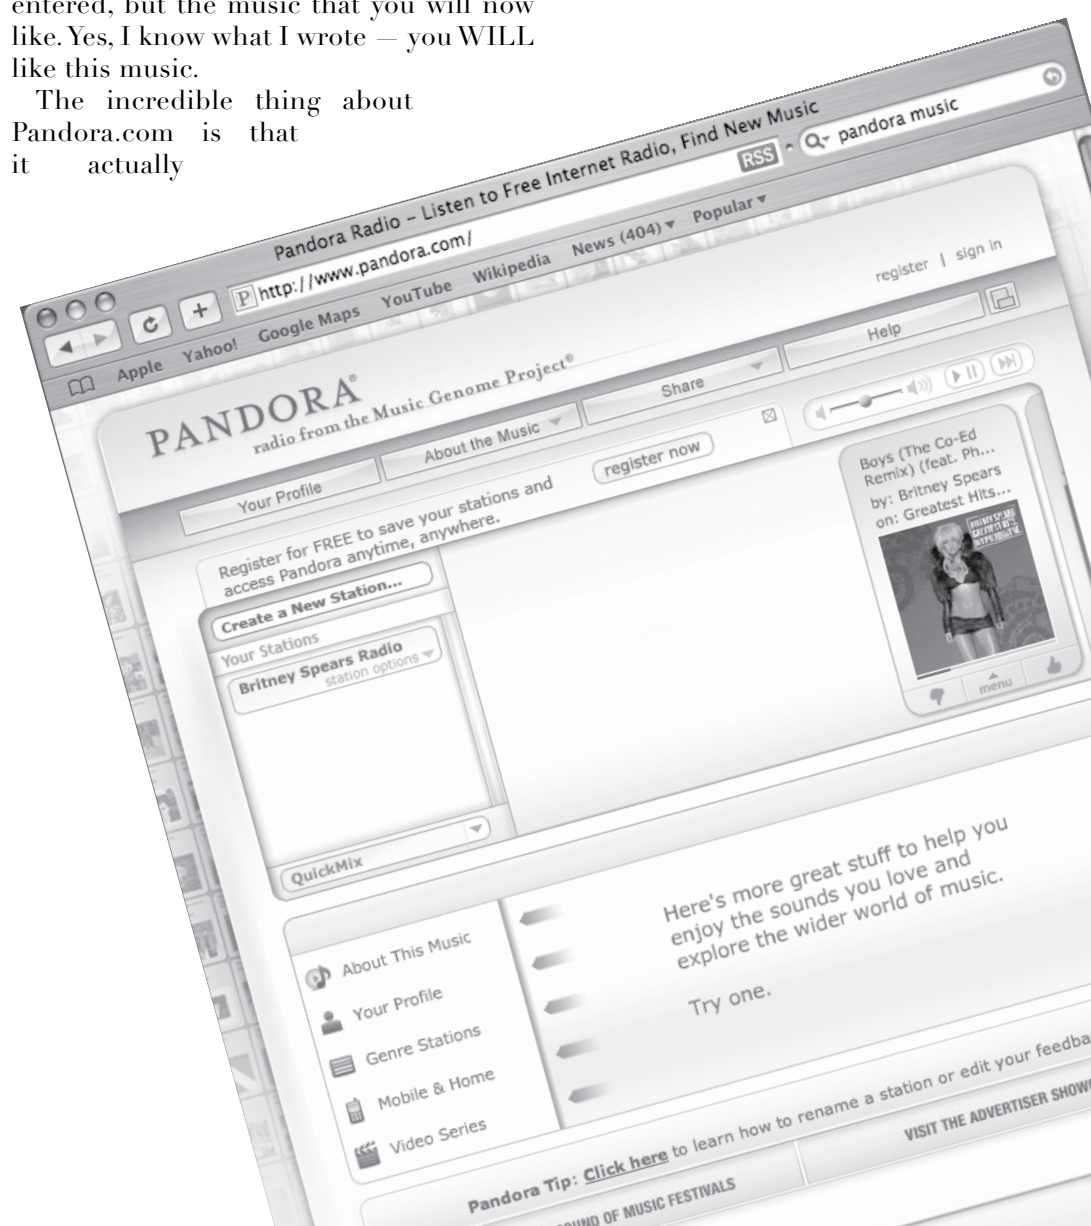 entered, but the music that you will now
like. Yes, I know what I wrote — you WILL
like this music.
The incredible thing about
Pandora.com is that
it actually
Pandora Radio – Listen to Free Internet Radio, Find New Music
http://www.pandora.com/
RSS
pandora music
Apple Yahoo! Google Maps YouTube Wikipedia News (404) Popular
register | sign in
PANDORA®
radio from the Music Genome Project®
Your Profile
About the Music
Share
Help
Register for FREE to save your stations and
access Pandora anytime, anywhere.
register now
Create a New Station...
Your Stations
Britney Spears Radio
station options
QuickMix
Boys (The Co-Ed
Remix) (feat. Ph...
by: Britney Spears
on: Greatest Hits...
BRITNEY SPEARS
menu
About This Music
Your Profile
Genre Stations
Mobile & Home
Video Series
Here's more great stuff to help you
enjoy the sounds you love and
explore the wider world of music.
Try one.
Pandora Tip: Click here to learn how to rename a station or edit your feedba
OUND OF MUSIC FESTIVALS
VISIT THE ADVERTISER SHOW